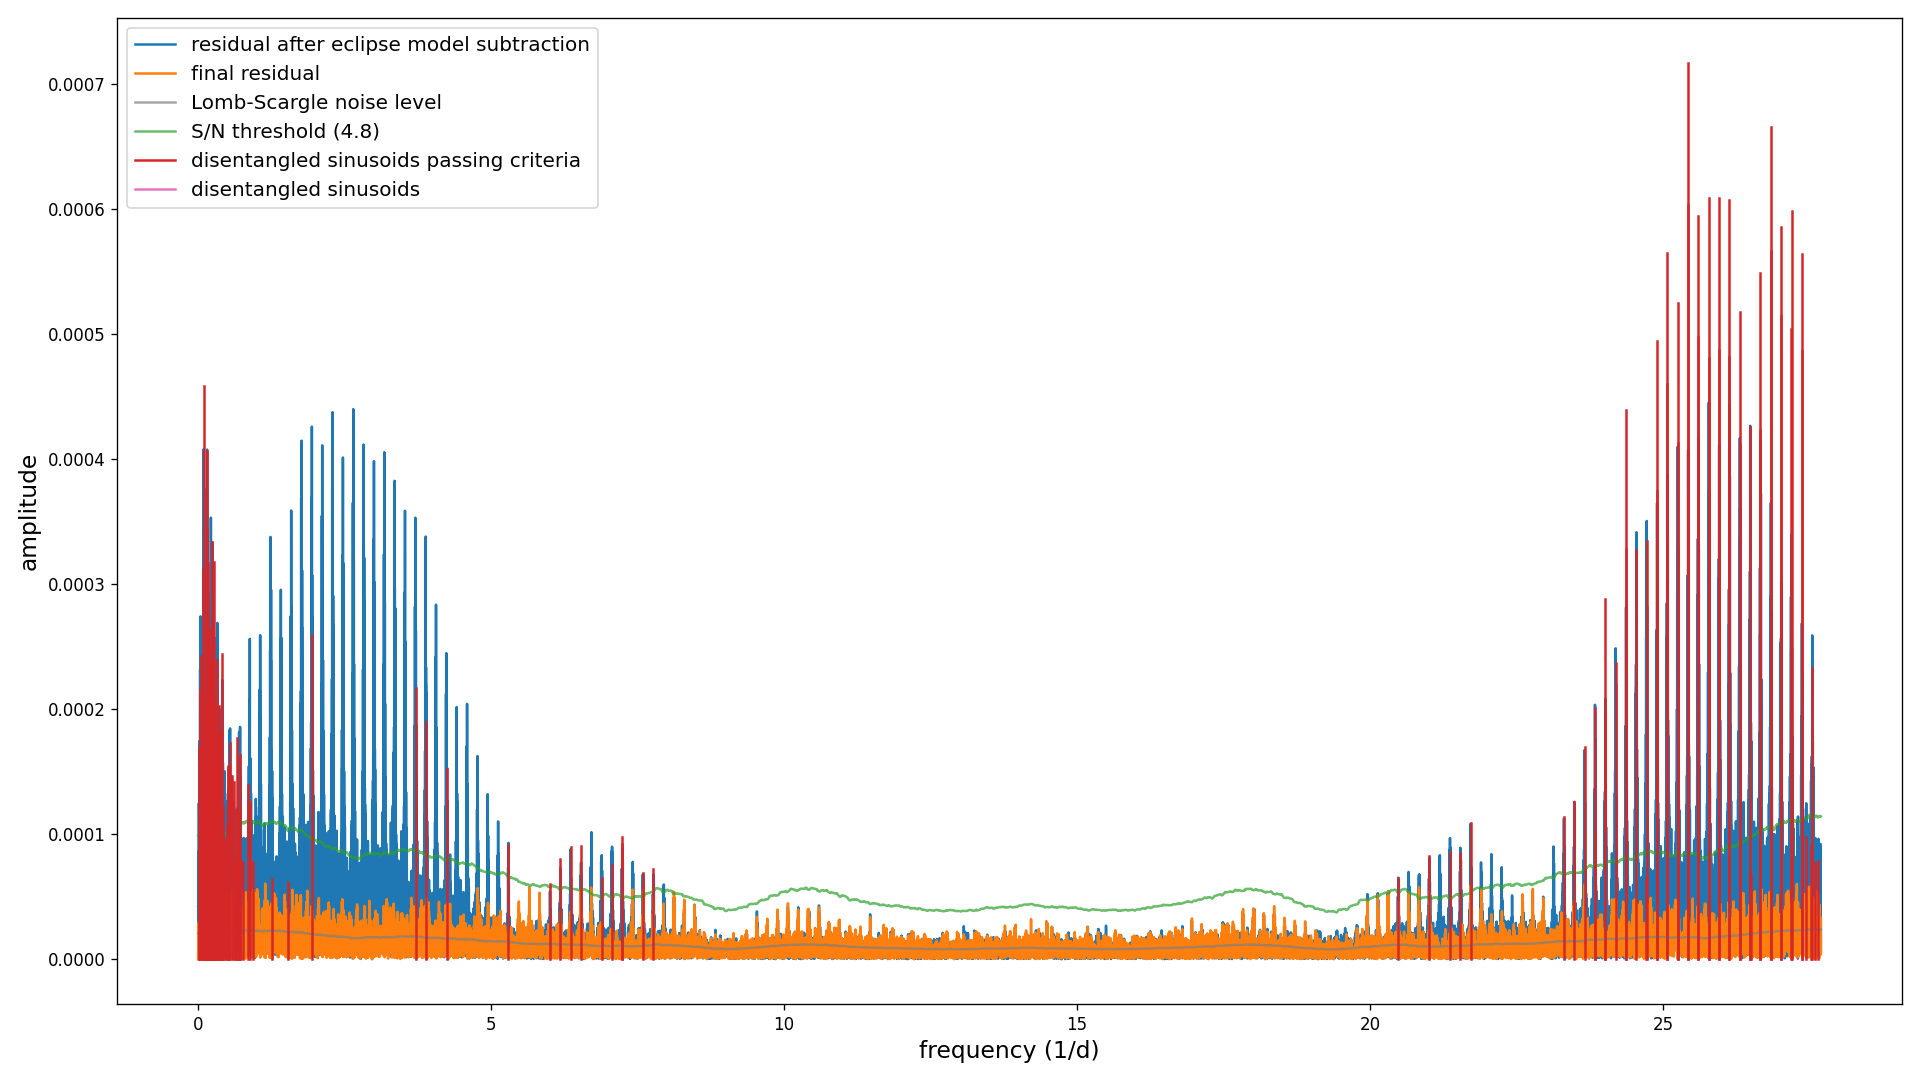 residual after eclipse model subtraction
final residual
Lomb-Scargle noise level
S/N threshold (4.8)
disentangled sinusoids passing criteria
disentangled sinusoids
0.0007
0.0006
0.0005
0.0004
0.0003
0.0002
0.0001
0.0000
amplitude
0 5 10 15 20 25
frequency (1/d)